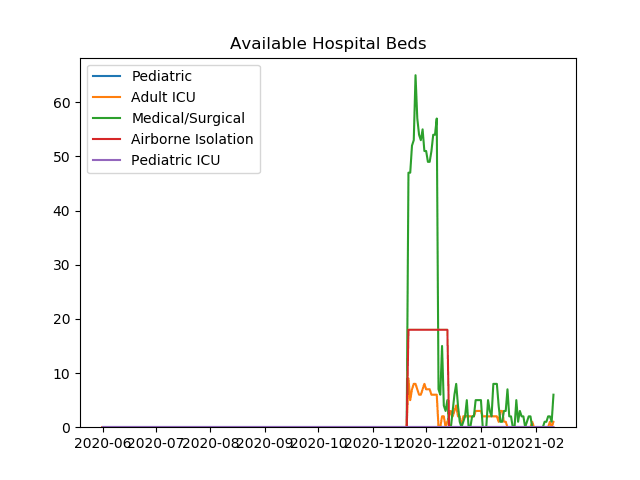 Available Hospital Beds
Pediatric
Adult ICU
Medical/Surgical
Airborne Isolation
Pediatric ICU
60
50
40
30
20
10
0
2020-06 2020-07 2020-08 2020-09 2020-10 2020-11 2020-12 2021-01 2021-02